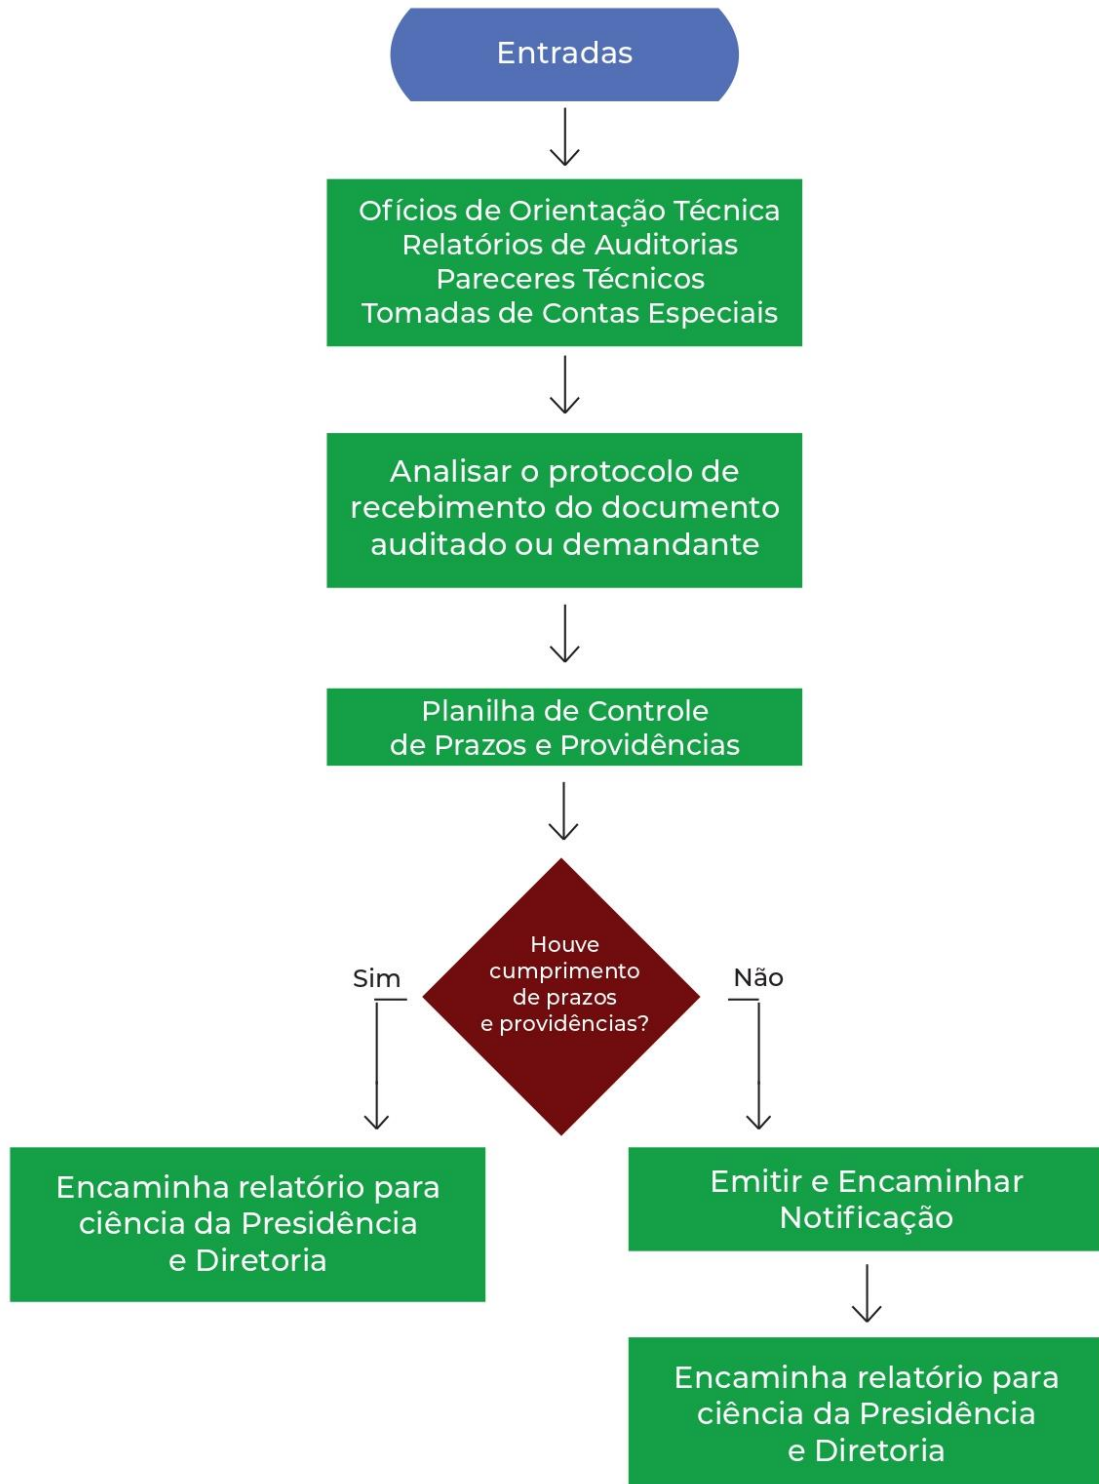 Entradas
Ofícios de Orientação Técnica
Relatórios de Auditorias
Pareceres Técnicos
Tomadas de Contas Especiais
Analisar o protocolo de
recebimento do documento
auditado ou demandante
Planilha de Controle
de Prazos e Providências
Houve
cumprimento
de prazos
e providências?
Sim
Não
Encaminha relatório para
ciência da Presidência
e Diretoria
Emitir e Encaminhar
Notificação
Encaminha relatório para
ciência da Presidência
e Diretoria